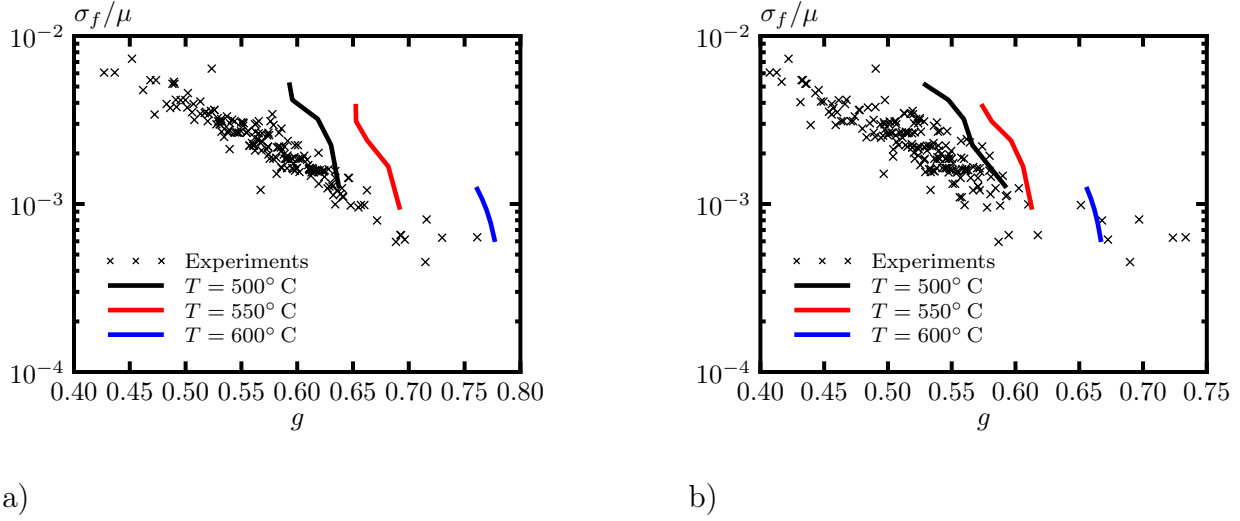 σ_f/μ
10⁻²
10⁻³
10⁻⁴
0.40 0.45 0.50 0.55 0.60 0.65 0.70 0.75 0.80
g
Experiments
T = 500° C
T = 550° C
T = 600° C
a)
σ_f/μ
10⁻²
10⁻³
10⁻⁴
0.40 0.45 0.50 0.55 0.60 0.65 0.70 0.75
g
Experiments
T = 500° C
T = 550° C
T = 600° C
b)